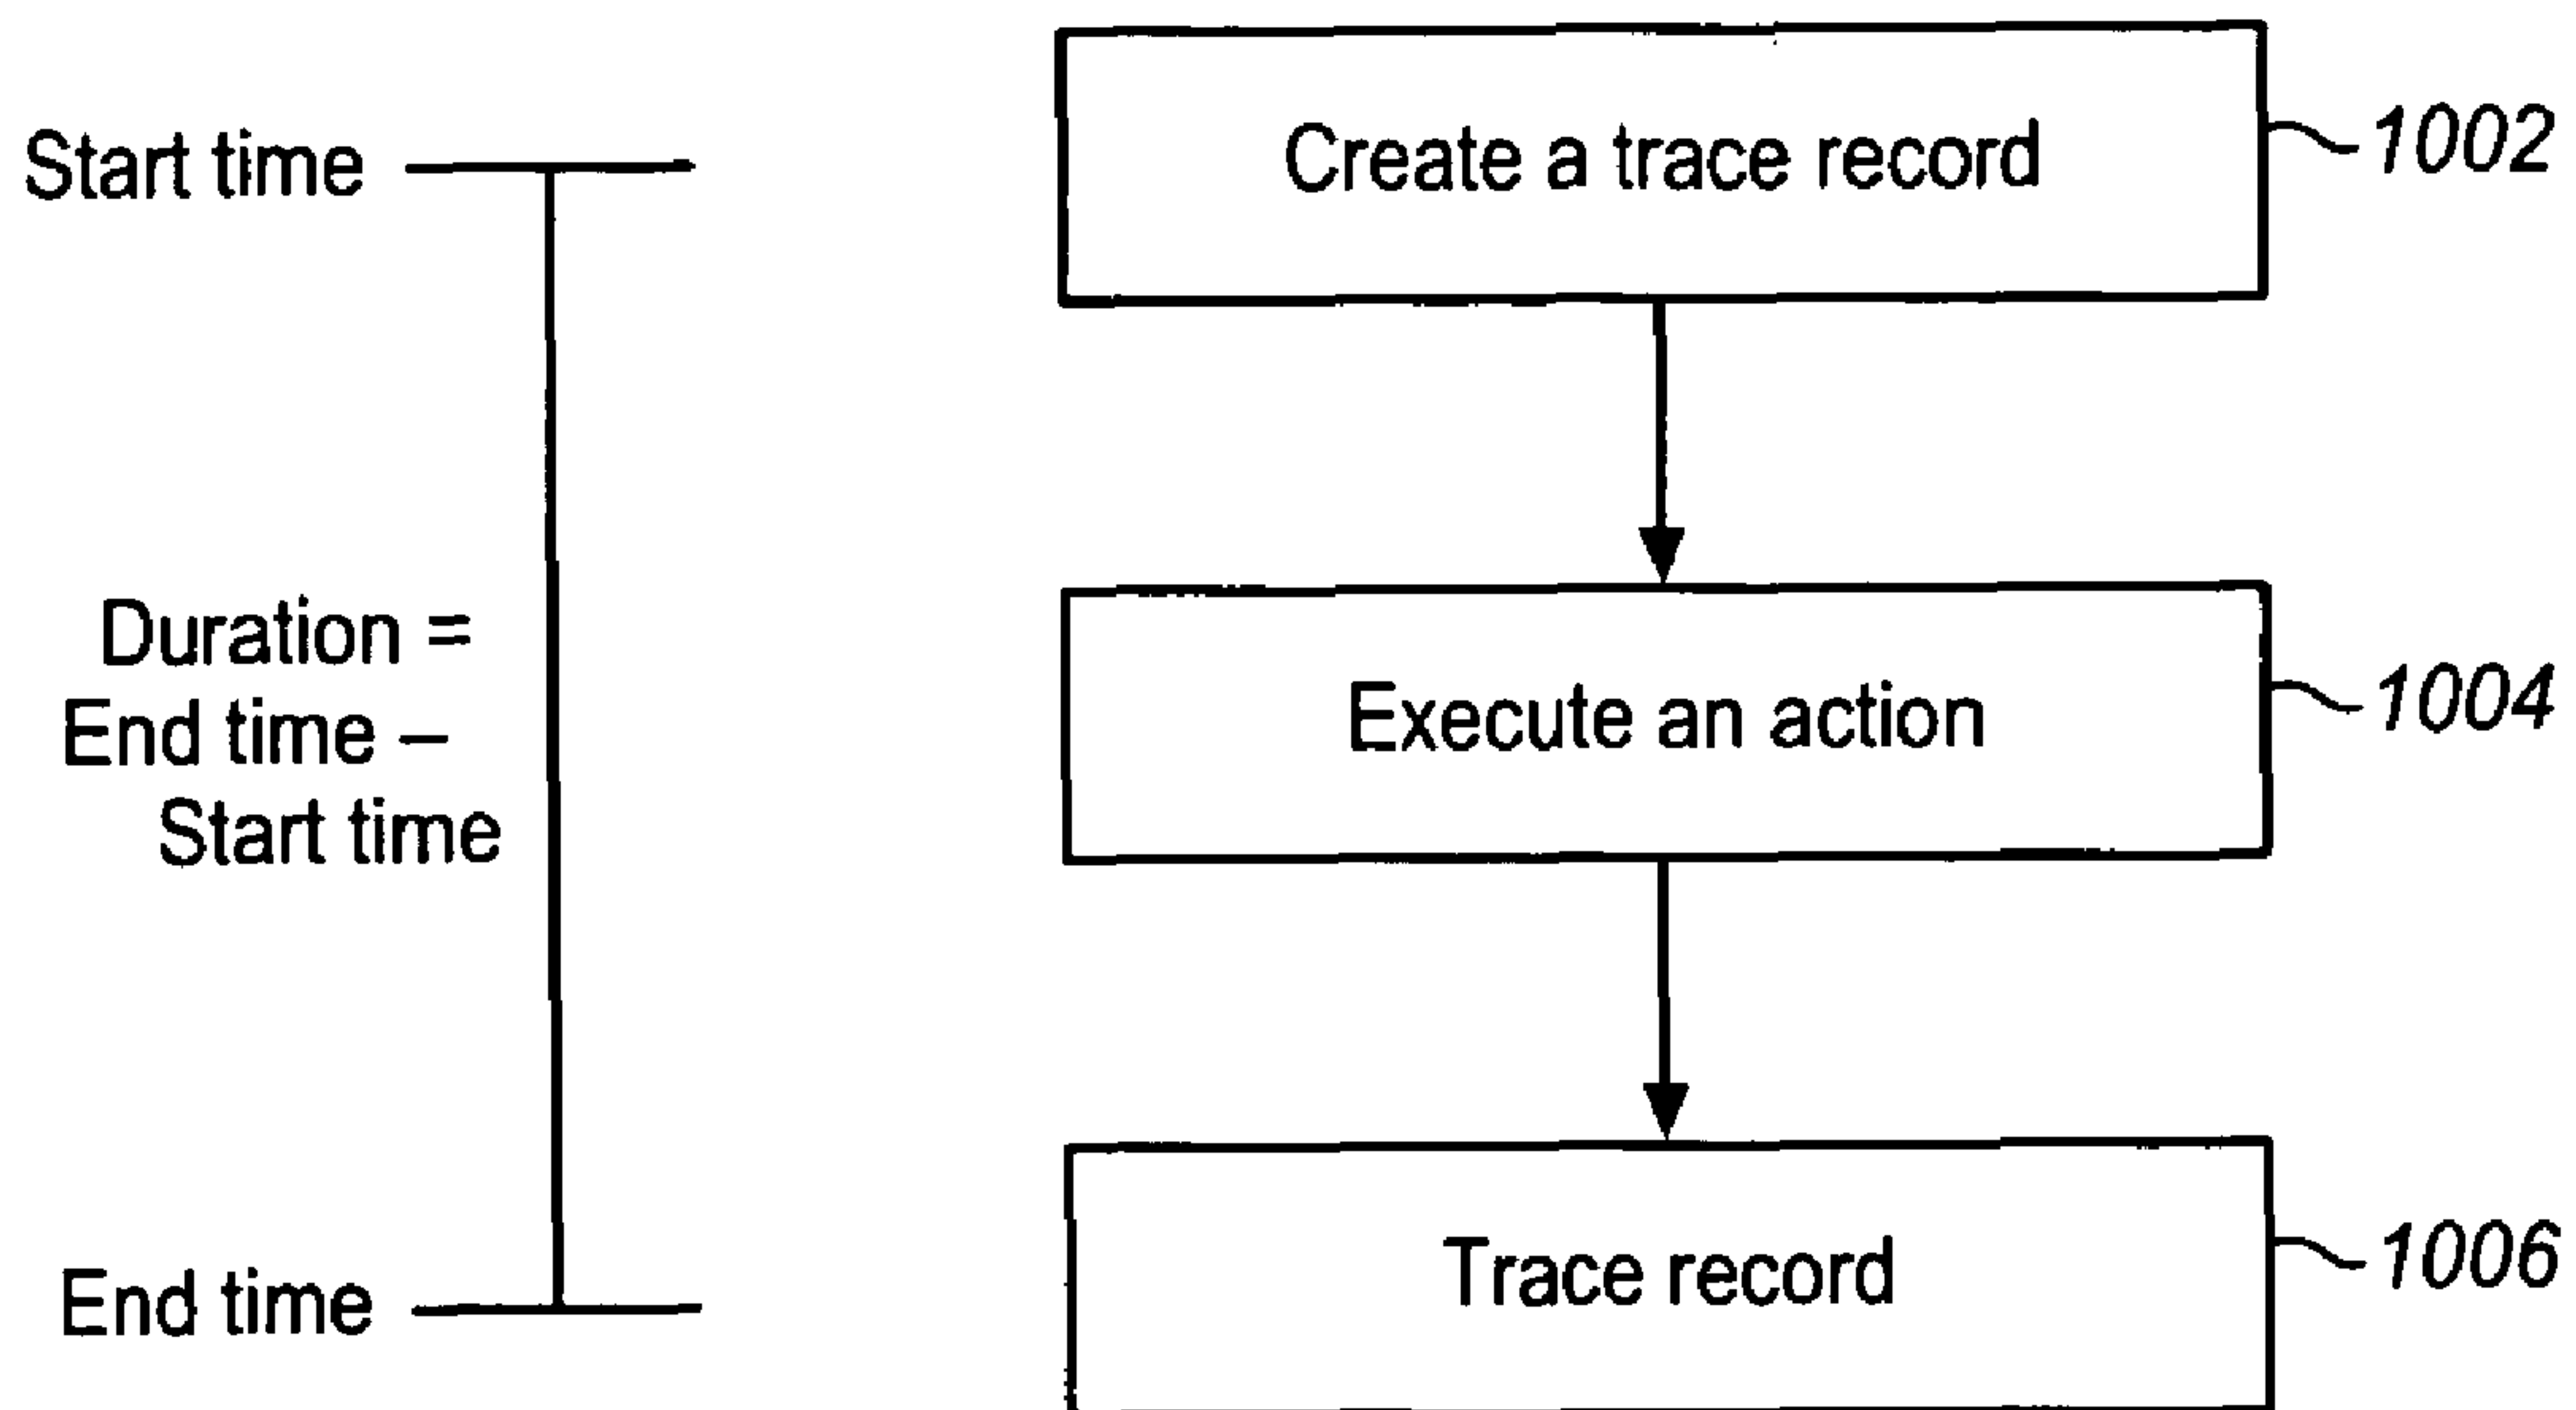 Start time
Create a trace record
1002
Duration =
End time –
Start time
Execute an action
1004
End time
Trace record
1006